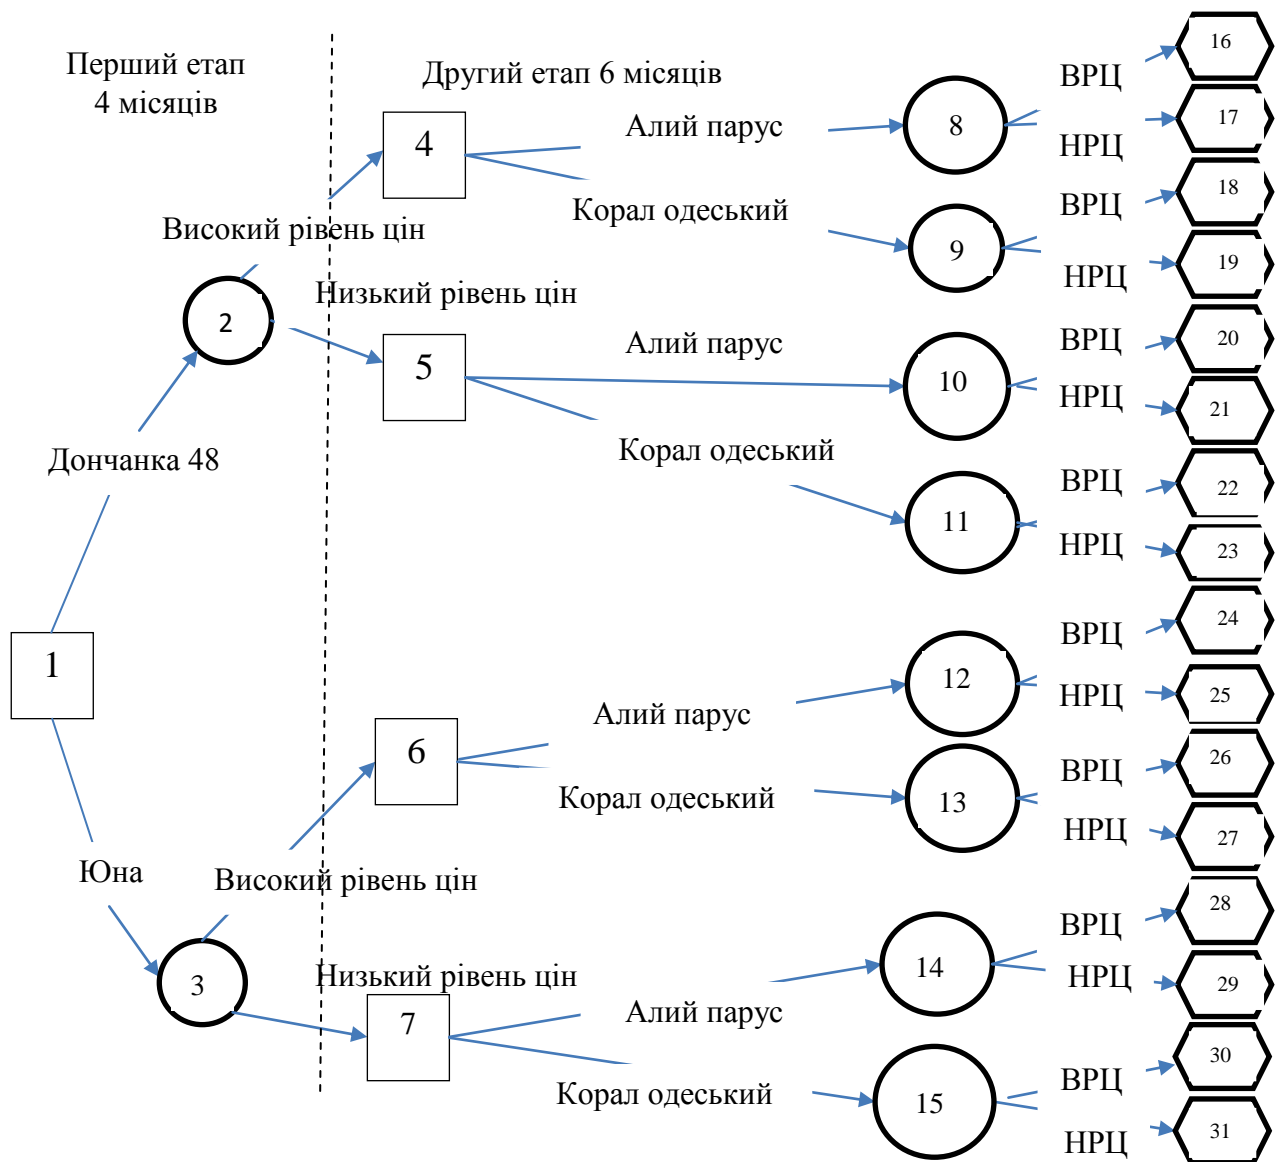 Перший етап
4 місяців
Другий етап 6 місяців
16
ВРЦ
4
Алий парус
8
17
НРЦ
18
ВРЦ
Корал одеський
Високий рівень цін
9
19
НРЦ
Низький рівень цін
2
5
Алий парус
10
ВРЦ
20
НРЦ
21
Дончанка 48
Корал одеський
ВРЦ
22
11
НРЦ
23
1
ВРЦ
24
12
НРЦ
25
6
Алий парус
ВРЦ
26
Корал одеський
13
НРЦ
27
Юна
Високий рівень цін
28
ВРЦ
3
Низький рівень цін
14
НРЦ
29
7
Алий парус
30
ВРЦ
Корал одеський
15
НРЦ
31